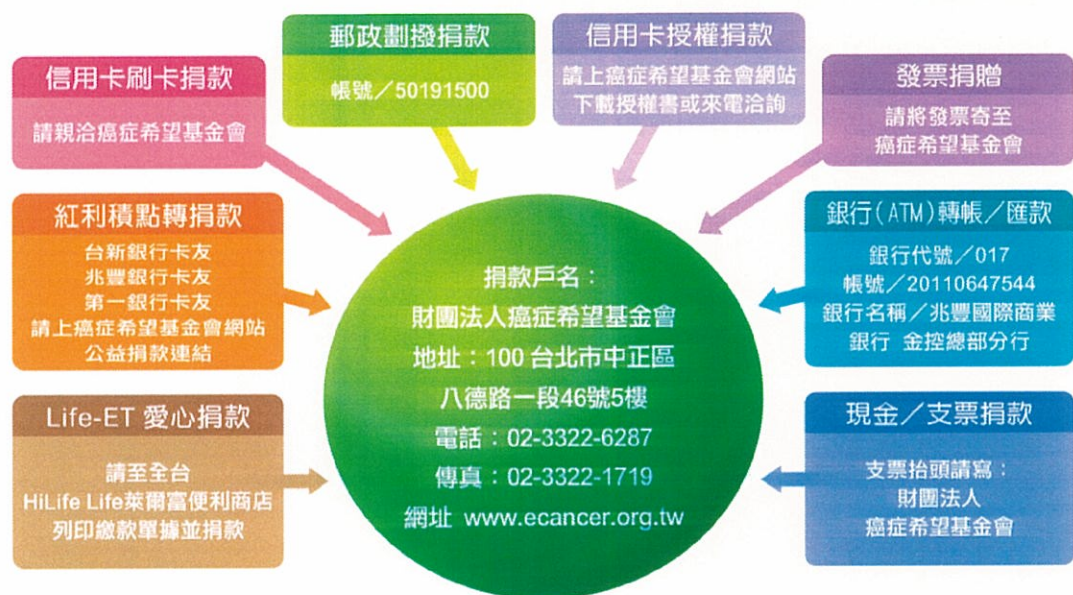 郵政劃撥捐款
帳號／50191500
信用卡授權捐款
請上癌症希望基金會網站
下載授權書或來電洽詢
信用卡刷卡捐款
請親洽癌症希望基金會
發票捐贈
請將發票寄至
癌症希望基金會
紅利積點轉捐款
台新銀行卡友
兆豐銀行卡友
第一銀行卡友
請上癌症希望基金會網站
公益捐款連結
銀行(ATM)轉帳／匯款
銀行代號／017
帳號／20110647544
銀行名稱／兆豐國際商業
銀行 金控總部分行
捐款戶名：
財團法人癌症希望基金會
地址：100 台北市中正區
八德路一段46號5樓
電話：02-3322-6287
傳真：02-3322-1719
網址 www.ecancer.org.tw
Life-ET 愛心捐款
請至全台
HiLife Life萊爾富便利商店
列印繳款單據並捐款
現金／支票捐款
支票抬頭請寫：
財團法人
癌症希望基金會